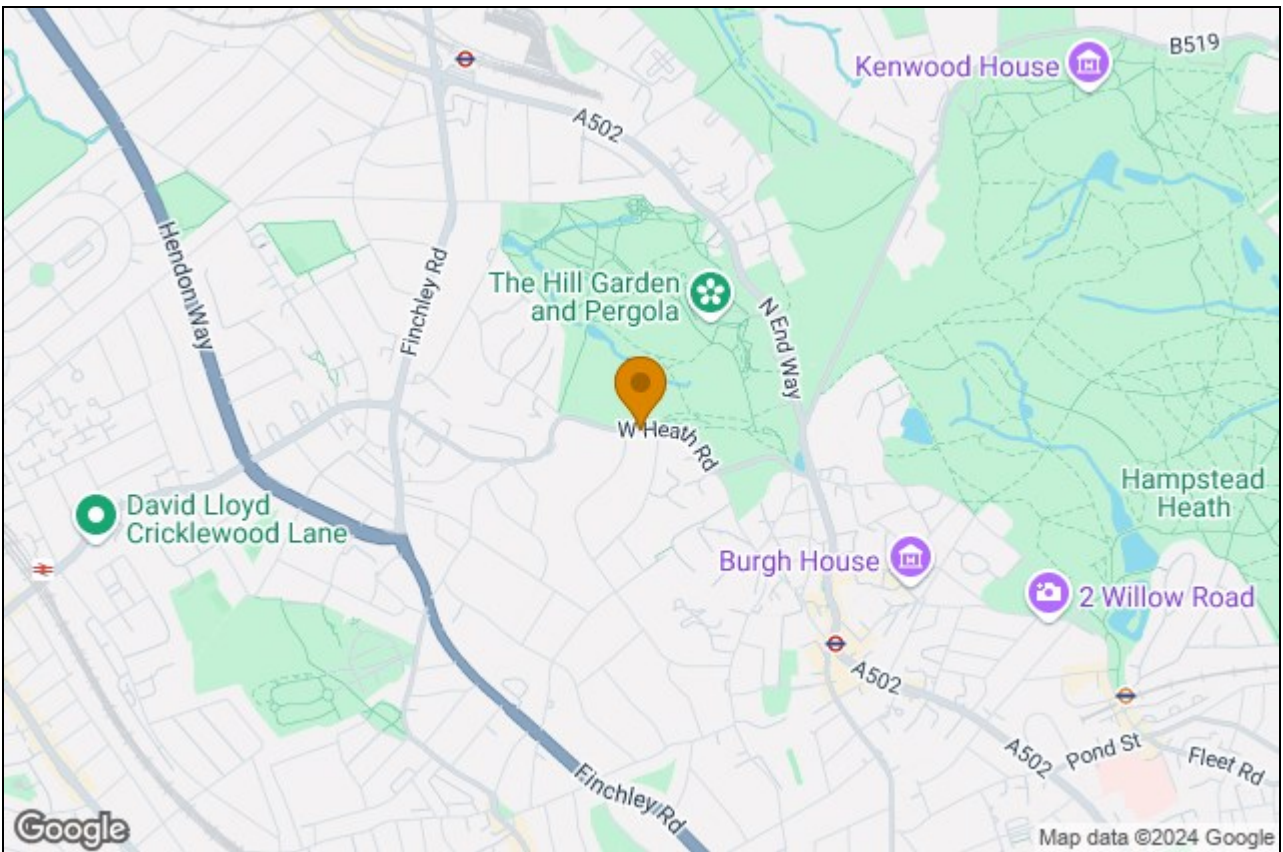 B519
Kenwood House
A502
Hendon Way
Finchley Rd
The Hill Garden
and Pergola
N End Way
W Heath Rd
Hampstead
Heath
David Lloyd
Cricklewood Lane
Burgh House
2 Willow Road
A502
A502
Pond St
Fleet Rd
Finchley Rd
Google
Map data ©2024 Google